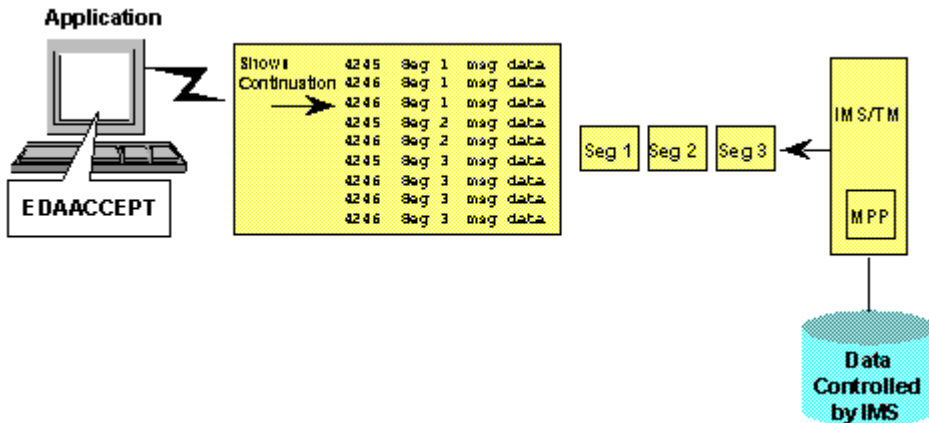 Application
EDAACCEPT
Shows 4245 Seg 1 msg data
Continuation 4246 Seg 1 msg data
4246 Seg 1 msg data
4245 Seg 2 msg data
4246 Seg 2 msg data
4245 Seg 3 msg data
4246 Seg 3 msg data
4246 Seg 3 msg data
4246 Seg 3 msg data
Seg 1 Seg 2 Seg 3
IMS/TM
MPP
Data
Controlled
by IMS